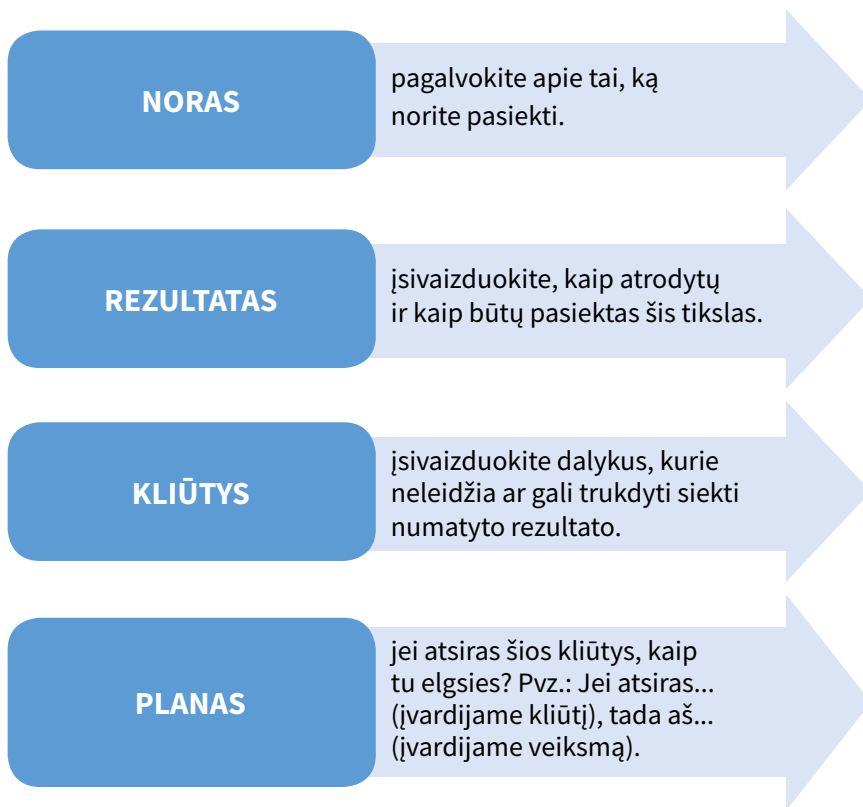 NORAS
pagalvokite apie tai, ką
norite pasiekti.
REZULTATAS
įsivaizduokite, kaip atrodytų
ir kaip būtų pasiektas šis tikslas.
KLIŪTYS
įsivaizduokite dalykus, kurie
neleidžia ar gali trukdyti siekti
numatyto rezultato.
PLANAS
jei atsiras šios kliūtys, kaip
tu elgsies? Pvz.: Jei atsiras...
(įvardijame kliūtį), tada aš...
(įvardijame veiksmą).